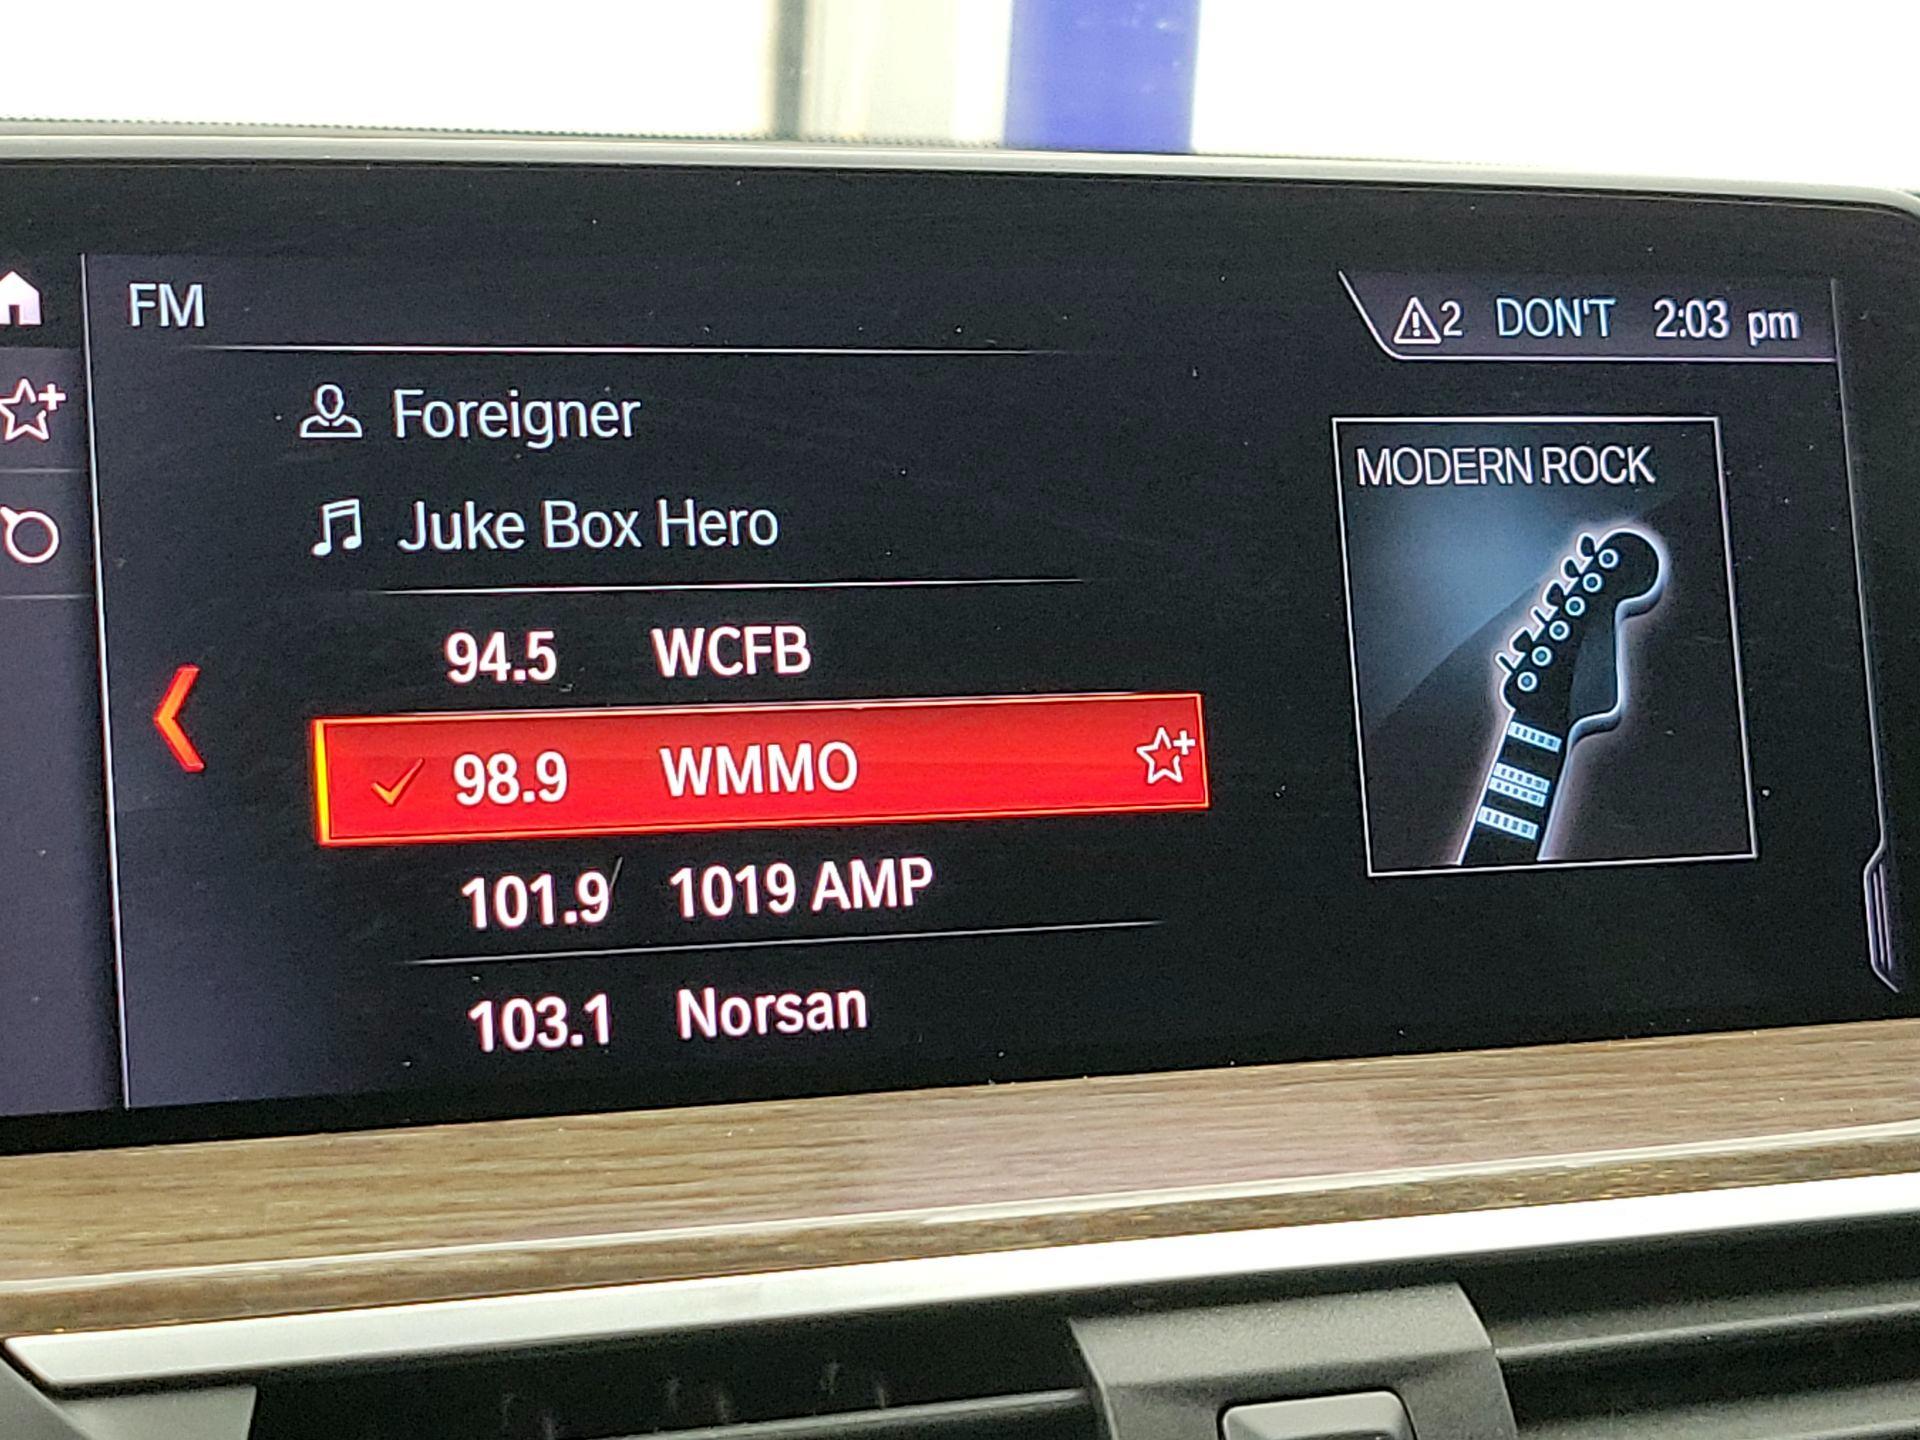 FM
2 DON'T 2:03 pm
Foreigner
Juke Box Hero
MODERN ROCK
94.5 WCFB
98.9 WMMO
101.9 1019 AMP
103.1 Norsan